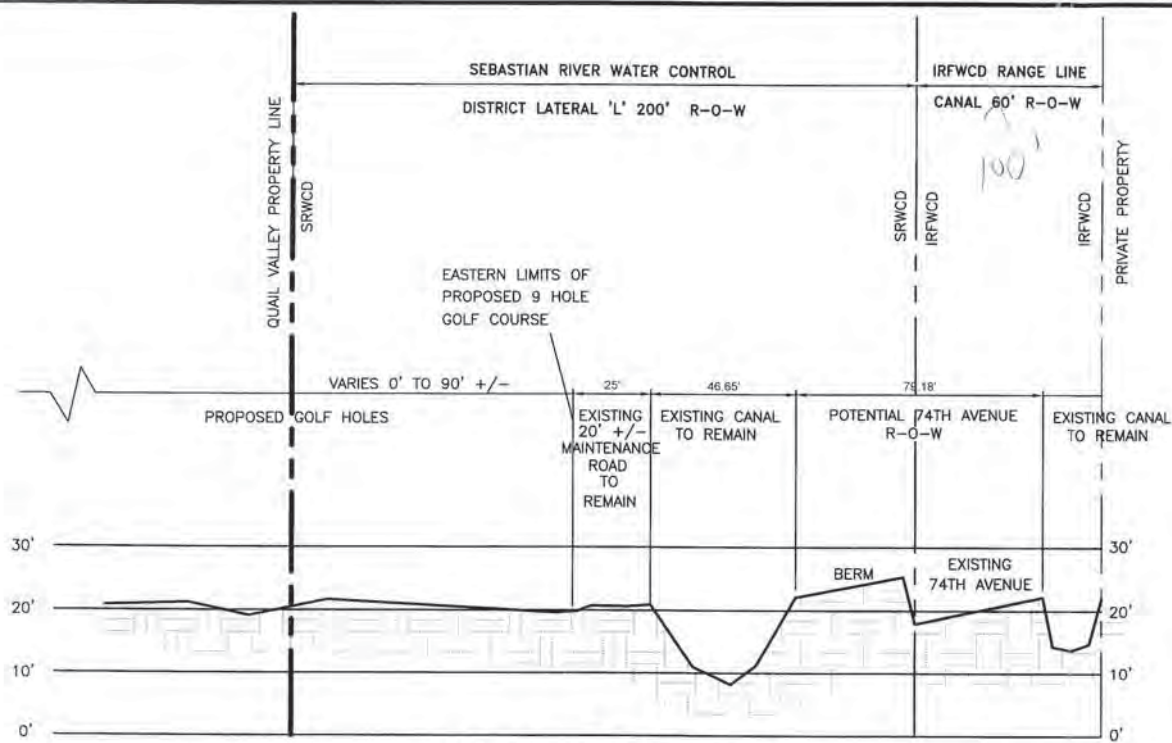 SEBASTIAN RIVER WATER CONTROL
DISTRICT LATERAL 'L' 200' R-O-W
IRFWCD RANGE LINE
CANAL 60' R-O-W
100'
QUAIL VALLEY PROPERTY LINE
SRWCD
SRWCD
IRFWCD
IRFWCD
PRIVATE PROPERTY
EASTERN LIMITS OF
PROPOSED 9 HOLE
GOLF COURSE
VARIES 0' TO 90' +/-
25'
46.65'
79.18'
PROPOSED GOLF HOLES
EXISTING
20' +/-
MAINTENANCE
ROAD
TO
REMAIN
EXISTING CANAL
TO REMAIN
POTENTIAL 74TH AVENUE
R-O-W
EXISTING CANAL
TO REMAIN
30'
30'
BERM
EXISTING
74TH AVENUE
20'
20'
10'
10'
0'
0'